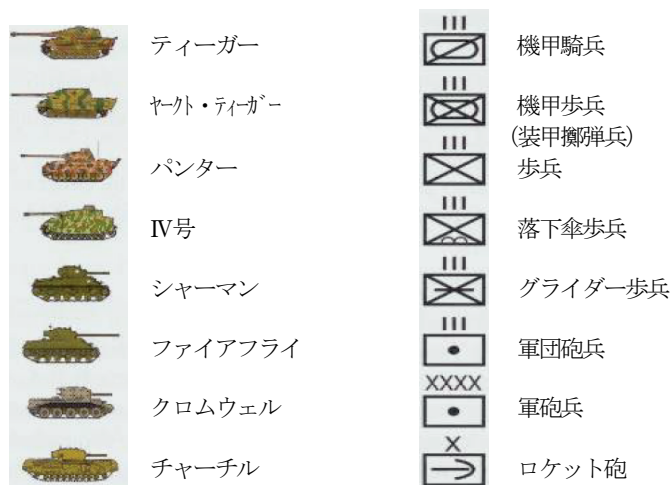 ティーガー
ヤークト・ティーガー
パンター
Ⅳ号
シャーマン
ファイアフライ
クロムウェル
チャーチル
III
機甲騎兵
III
機甲歩兵
(装甲擲弾兵)
III
歩兵
III
落下傘歩兵
III
グライダー歩兵
III
軍団砲兵
XXXX
軍砲兵
X
ロケット砲